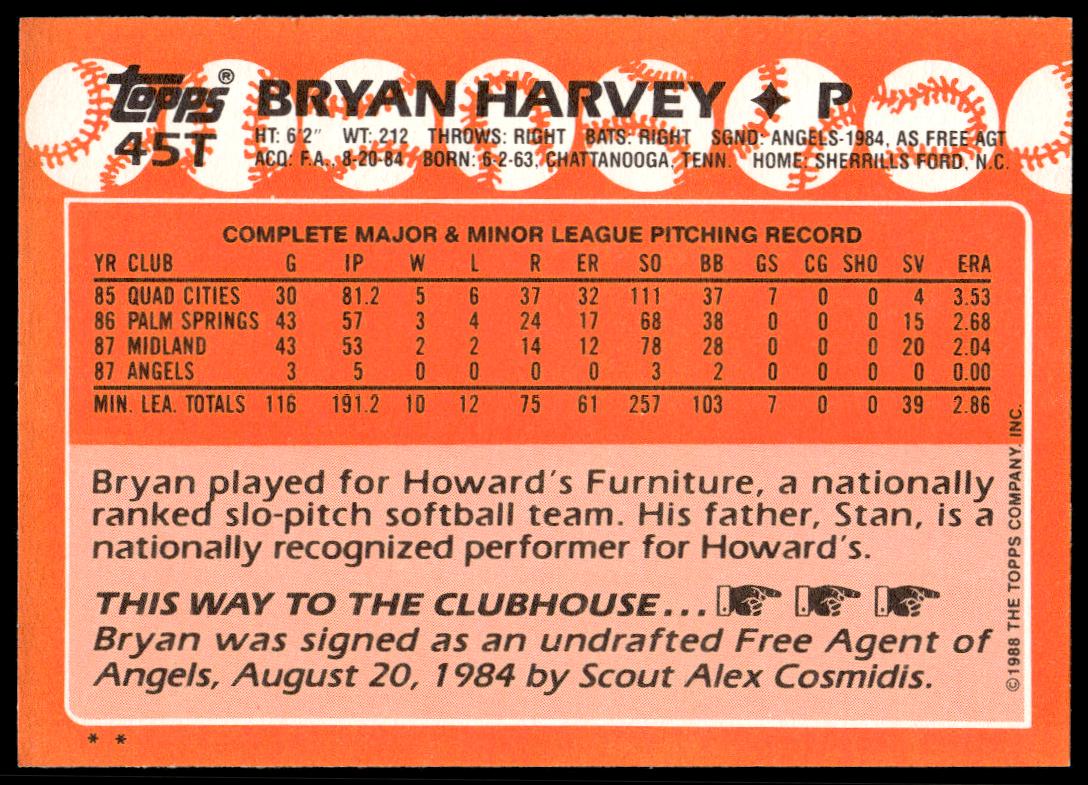 topps®
45T
BRYAN HARVEY ✦ P
HT: 6'2" WT: 212 THROWS: RIGHT BATS: RIGHT SGND: ANGELS-1984, AS FREE AGT
ACQ: F.A., 8-20-84 BORN: 6-2-63, CHATTANOOGA, TENN. HOME: SHERRILLS FORD, N.C.
COMPLETE MAJOR & MINOR LEAGUE PITCHING RECORD
YR CLUB G IP W L R ER SO BB GS CG SHO SV ERA
85 QUAD CITIES 30 81.2 5 6 37 32 111 37 7 0 0 4 3.53
86 PALM SPRINGS 43 57 3 4 24 17 68 38 0 0 0 15 2.68
87 MIDLAND 43 53 2 2 14 12 78 28 0 0 0 20 2.04
87 ANGELS 3 5 0 0 0 0 3 2 0 0 0 0 0.00
MIN. LEA. TOTALS 116 191.2 10 12 75 61 257 103 7 0 0 39 2.86
Bryan played for Howard's Furniture, a nationally
ranked slo-pitch softball team. His father, Stan, is a
nationally recognized performer for Howard's.
THIS WAY TO THE CLUBHOUSE...
Bryan was signed as an undrafted Free Agent of
Angels, August 20, 1984 by Scout Alex Cosmidis.
©1988 THE TOPPS COMPANY, INC.
* *